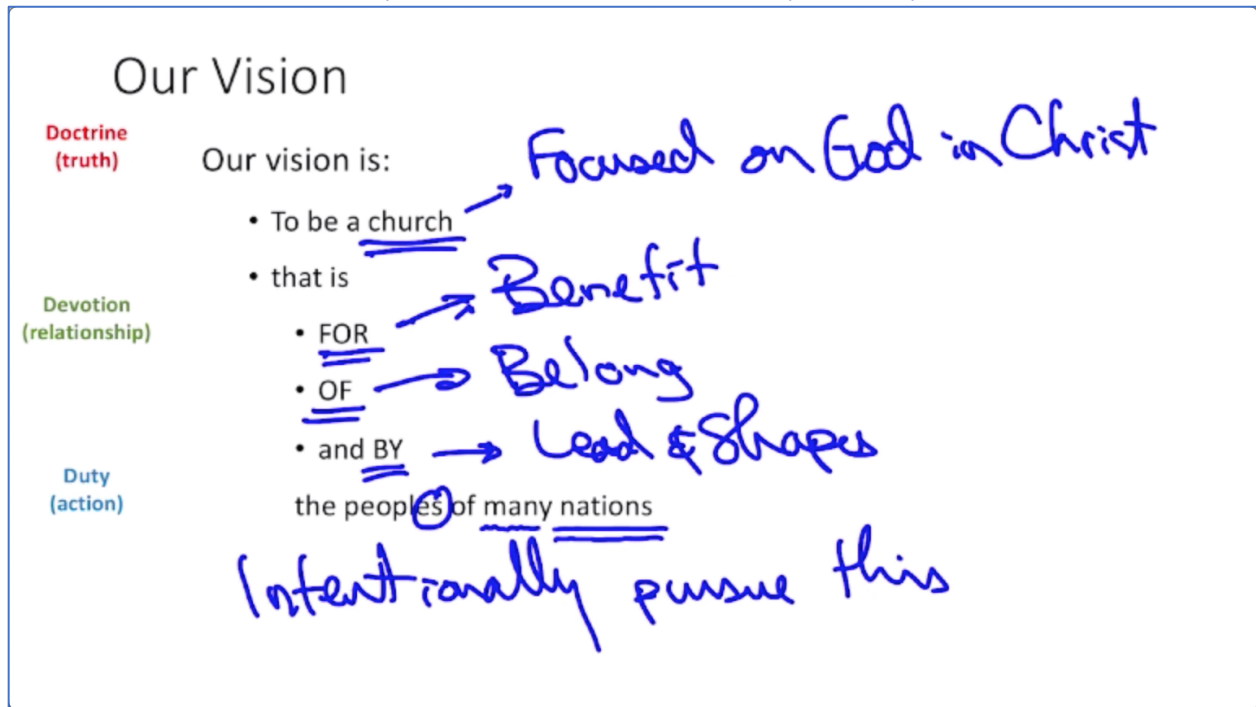 Our Vision
Doctrine
(truth)
Our vision is:
Focused on God in Christ
• To be a church
• that is
Benefit
Devotion
(relationship)
• FOR
Belong
• OF
• and BY
Lead & Shapes
Duty
(action)
the peoples of many nations
Intentionally pursue this